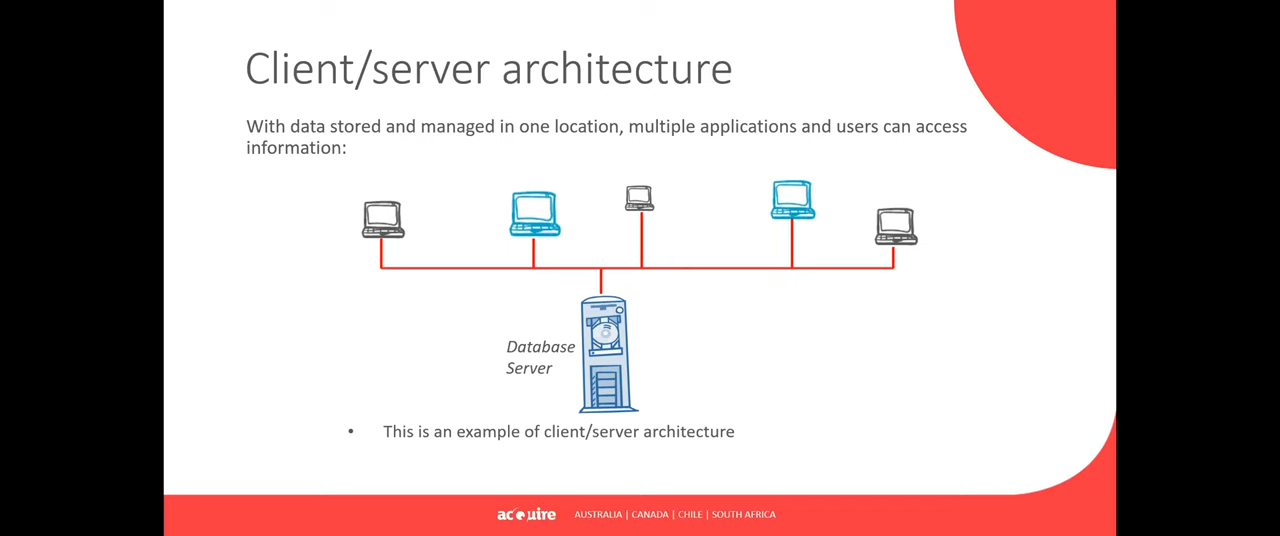 Client/server architecture
With data stored and managed in one location, multiple applications and users can access
information:
Database
Server
• This is an example of client/server architecture
acQuire
AUSTRALIA | CANADA | CHILE | SOUTH AFRICA